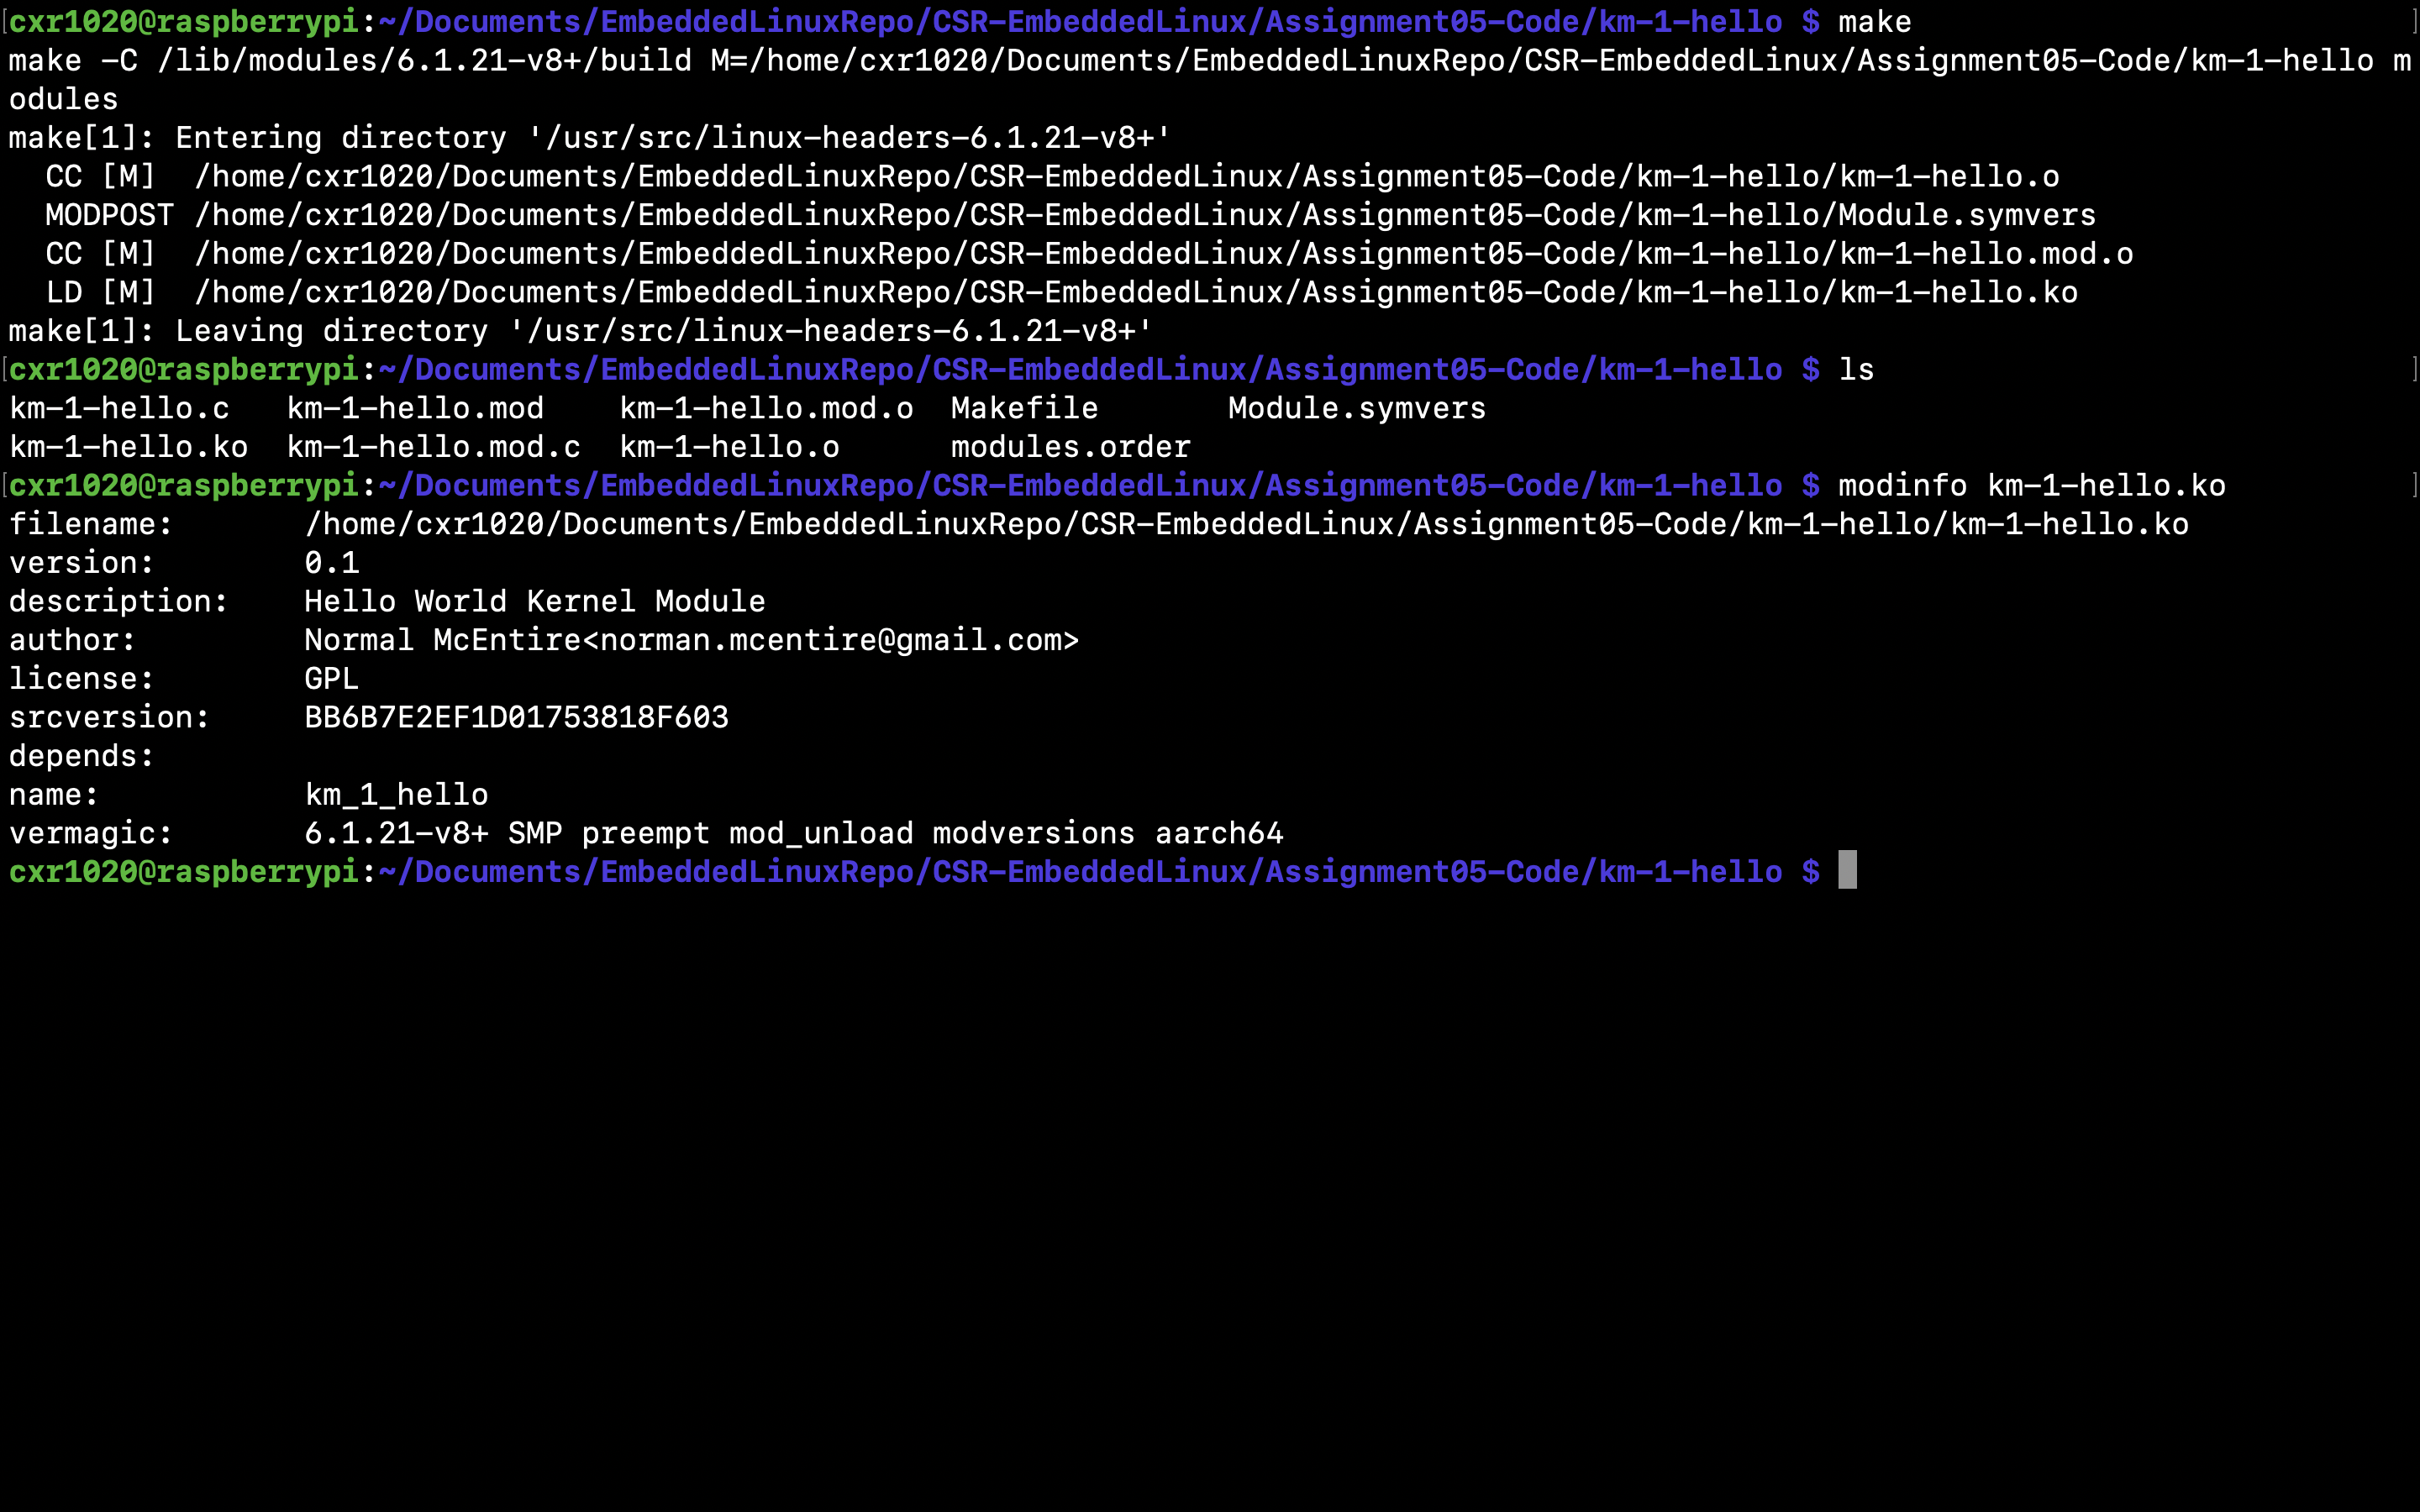 cxr1020@raspberrypi:~/Documents/EmbeddedLinuxRepo/CSR-EmbeddedLinux/Assignment05-Code/km-1-hello $ make
make -C /lib/modules/6.1.21-v8+/build M=/home/cxr1020/Documents/EmbeddedLinuxRepo/CSR-EmbeddedLinux/Assignment05-Code/km-1-hello m
odules
make[1]: Entering directory '/usr/src/linux-headers-6.1.21-v8+'
  CC [M]  /home/cxr1020/Documents/EmbeddedLinuxRepo/CSR-EmbeddedLinux/Assignment05-Code/km-1-hello/km-1-hello.o
  MODPOST /home/cxr1020/Documents/EmbeddedLinuxRepo/CSR-EmbeddedLinux/Assignment05-Code/km-1-hello/Module.symvers
  CC [M]  /home/cxr1020/Documents/EmbeddedLinuxRepo/CSR-EmbeddedLinux/Assignment05-Code/km-1-hello/km-1-hello.mod.o
  LD [M]  /home/cxr1020/Documents/EmbeddedLinuxRepo/CSR-EmbeddedLinux/Assignment05-Code/km-1-hello/km-1-hello.ko
make[1]: Leaving directory '/usr/src/linux-headers-6.1.21-v8+'
cxr1020@raspberrypi:~/Documents/EmbeddedLinuxRepo/CSR-EmbeddedLinux/Assignment05-Code/km-1-hello $ ls
km-1-hello.c   km-1-hello.mod    km-1-hello.mod.o  Makefile       Module.symvers
km-1-hello.ko  km-1-hello.mod.c  km-1-hello.o      modules.order
cxr1020@raspberrypi:~/Documents/EmbeddedLinuxRepo/CSR-EmbeddedLinux/Assignment05-Code/km-1-hello $ modinfo km-1-hello.ko
filename:       /home/cxr1020/Documents/EmbeddedLinuxRepo/CSR-EmbeddedLinux/Assignment05-Code/km-1-hello/km-1-hello.ko
version:        0.1
description:    Hello World Kernel Module
author:         Normal McEntire<norman.mcentire@gmail.com>
license:        GPL
srcversion:     BB6B7E2EF1D01753818F603
depends:
name:           km_1_hello
vermagic:       6.1.21-v8+ SMP preempt mod_unload modversions aarch64
cxr1020@raspberrypi:~/Documents/EmbeddedLinuxRepo/CSR-EmbeddedLinux/Assignment05-Code/km-1-hello $